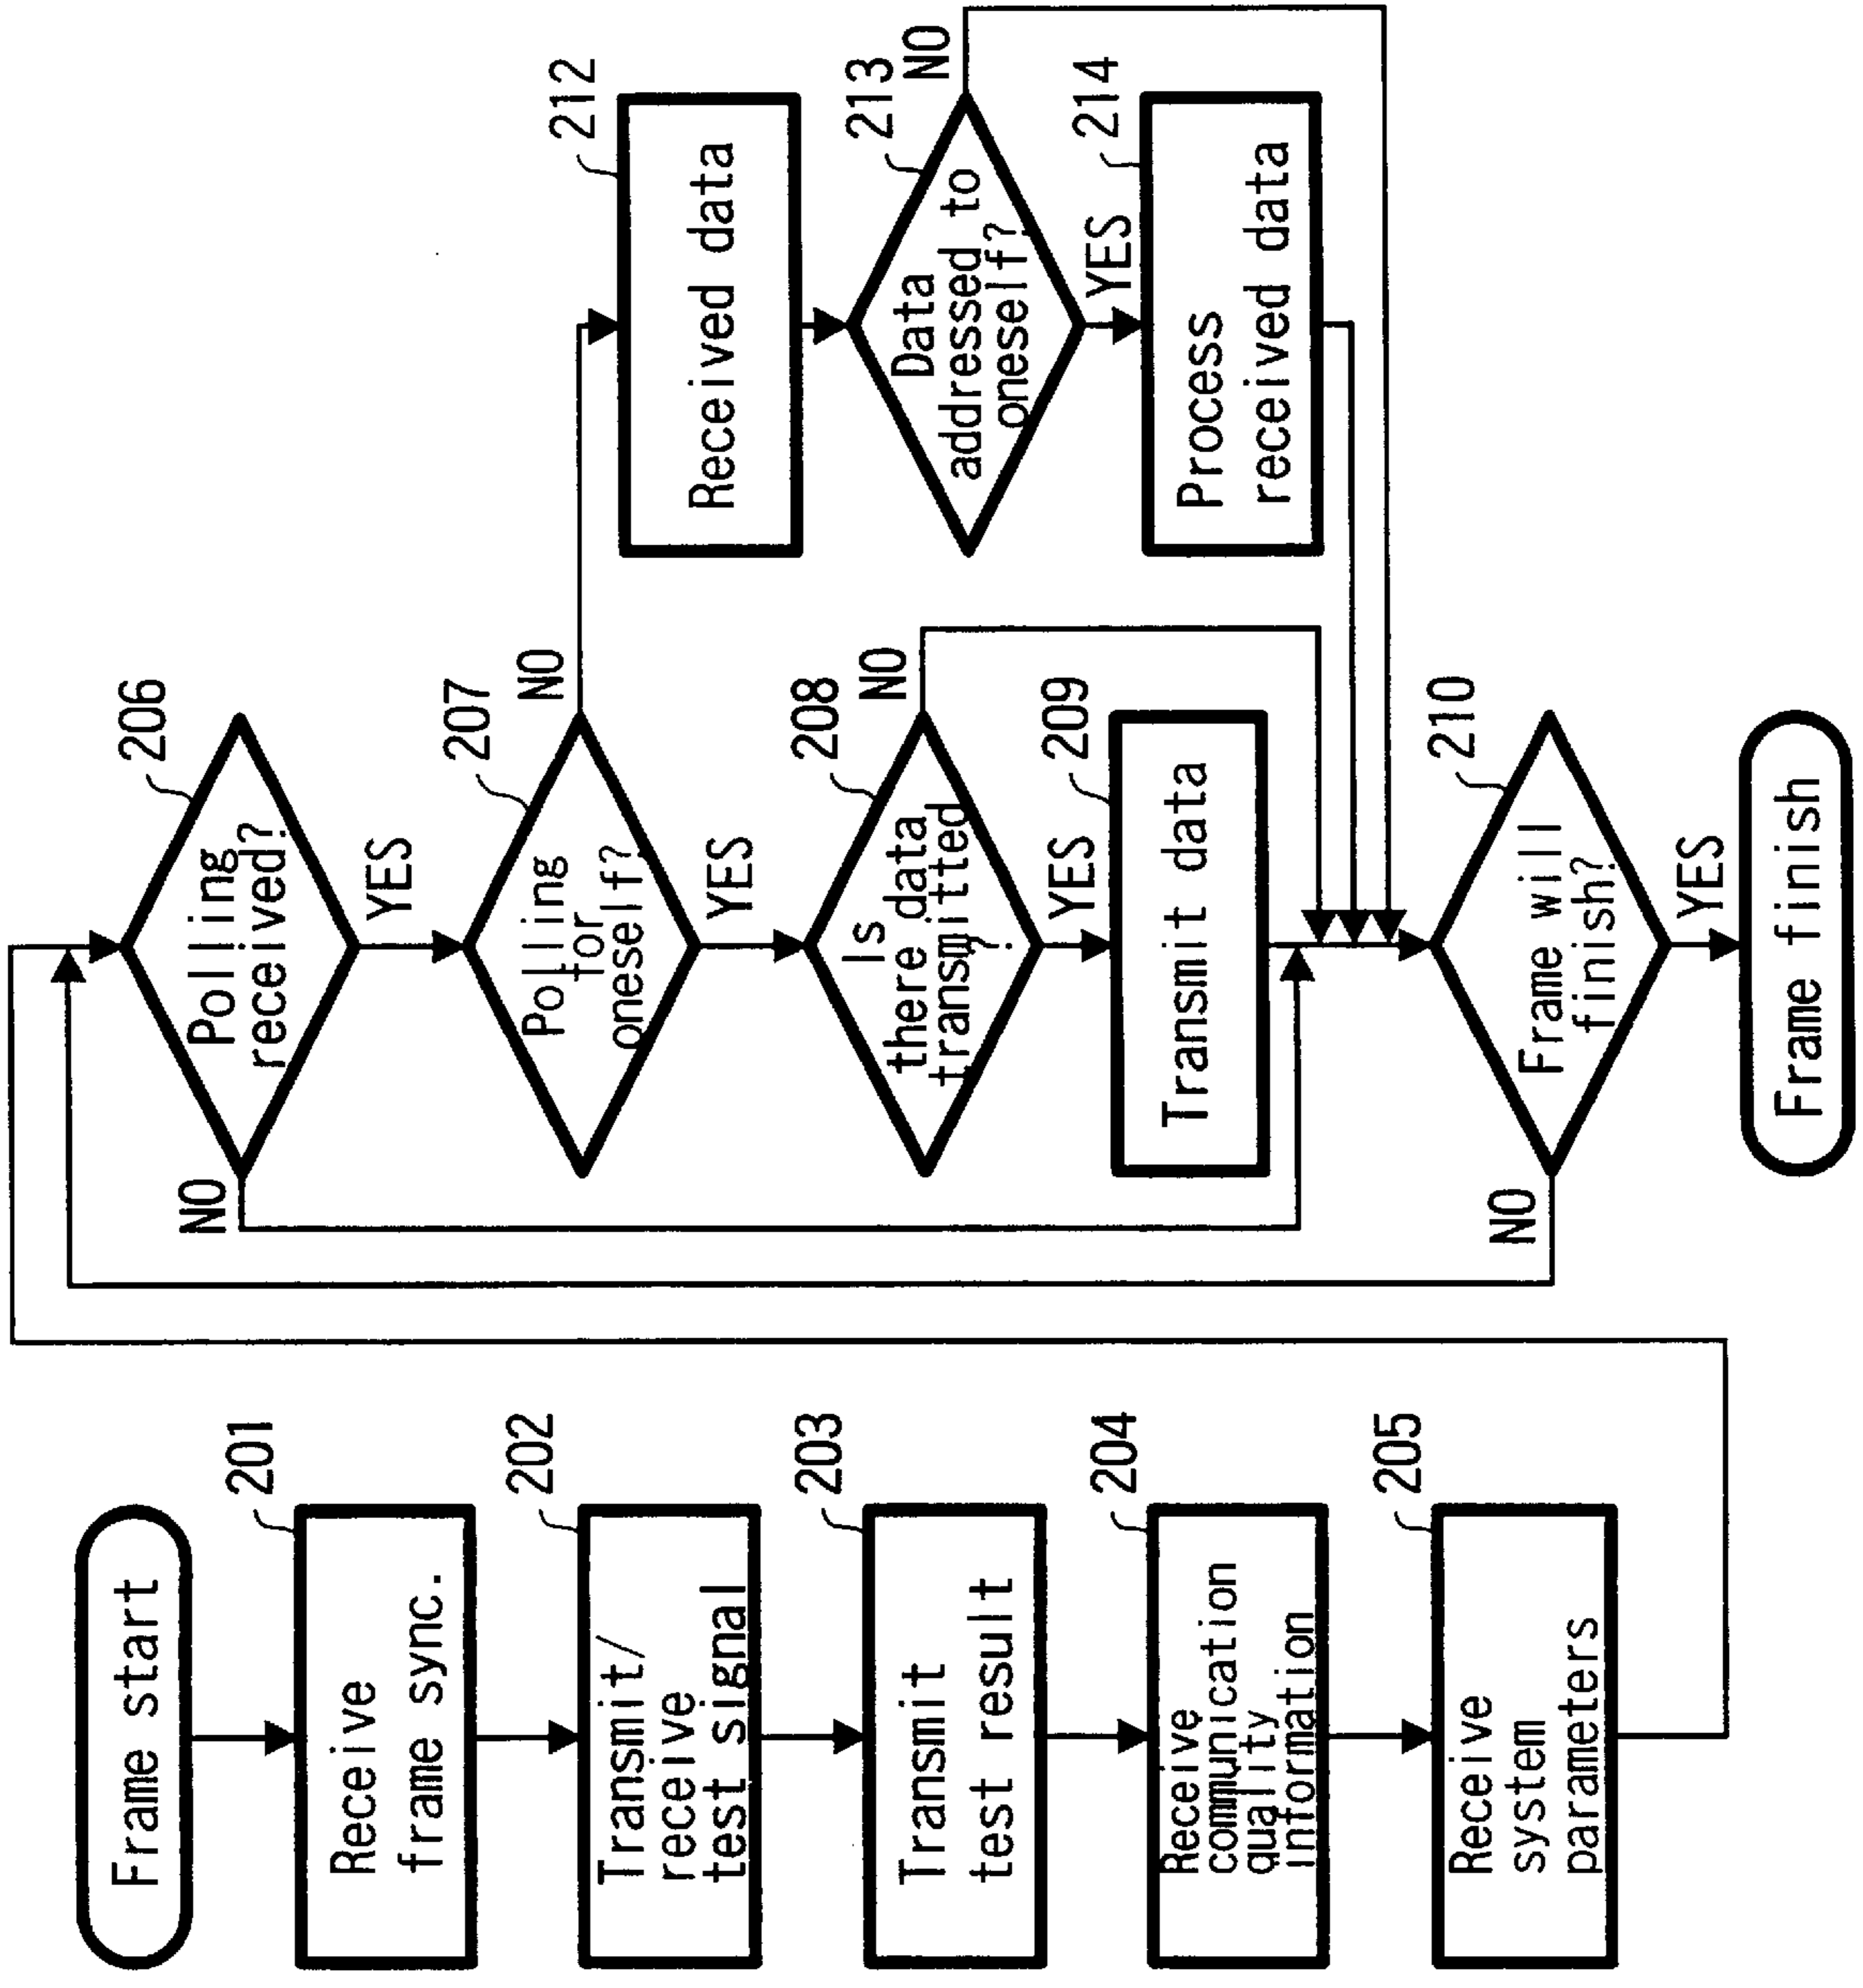 Frame start
201
Receive
frame sync.
202
Transmit/
receive
test signal
203
Transmit
test result
204
Receive
communication
quality
information
205
Receive
system
parameters
206
Polling
received?
NO
YES
207
Polling
for
oneself?
NO
YES
208
Is
there data
transmitted
?
NO
YES
209
Transmit data
210
Frame will
finish?
NO
YES
Frame finish
212
Received data
213
Data
addressed to
oneself?
NO
YES
214
Process
received data